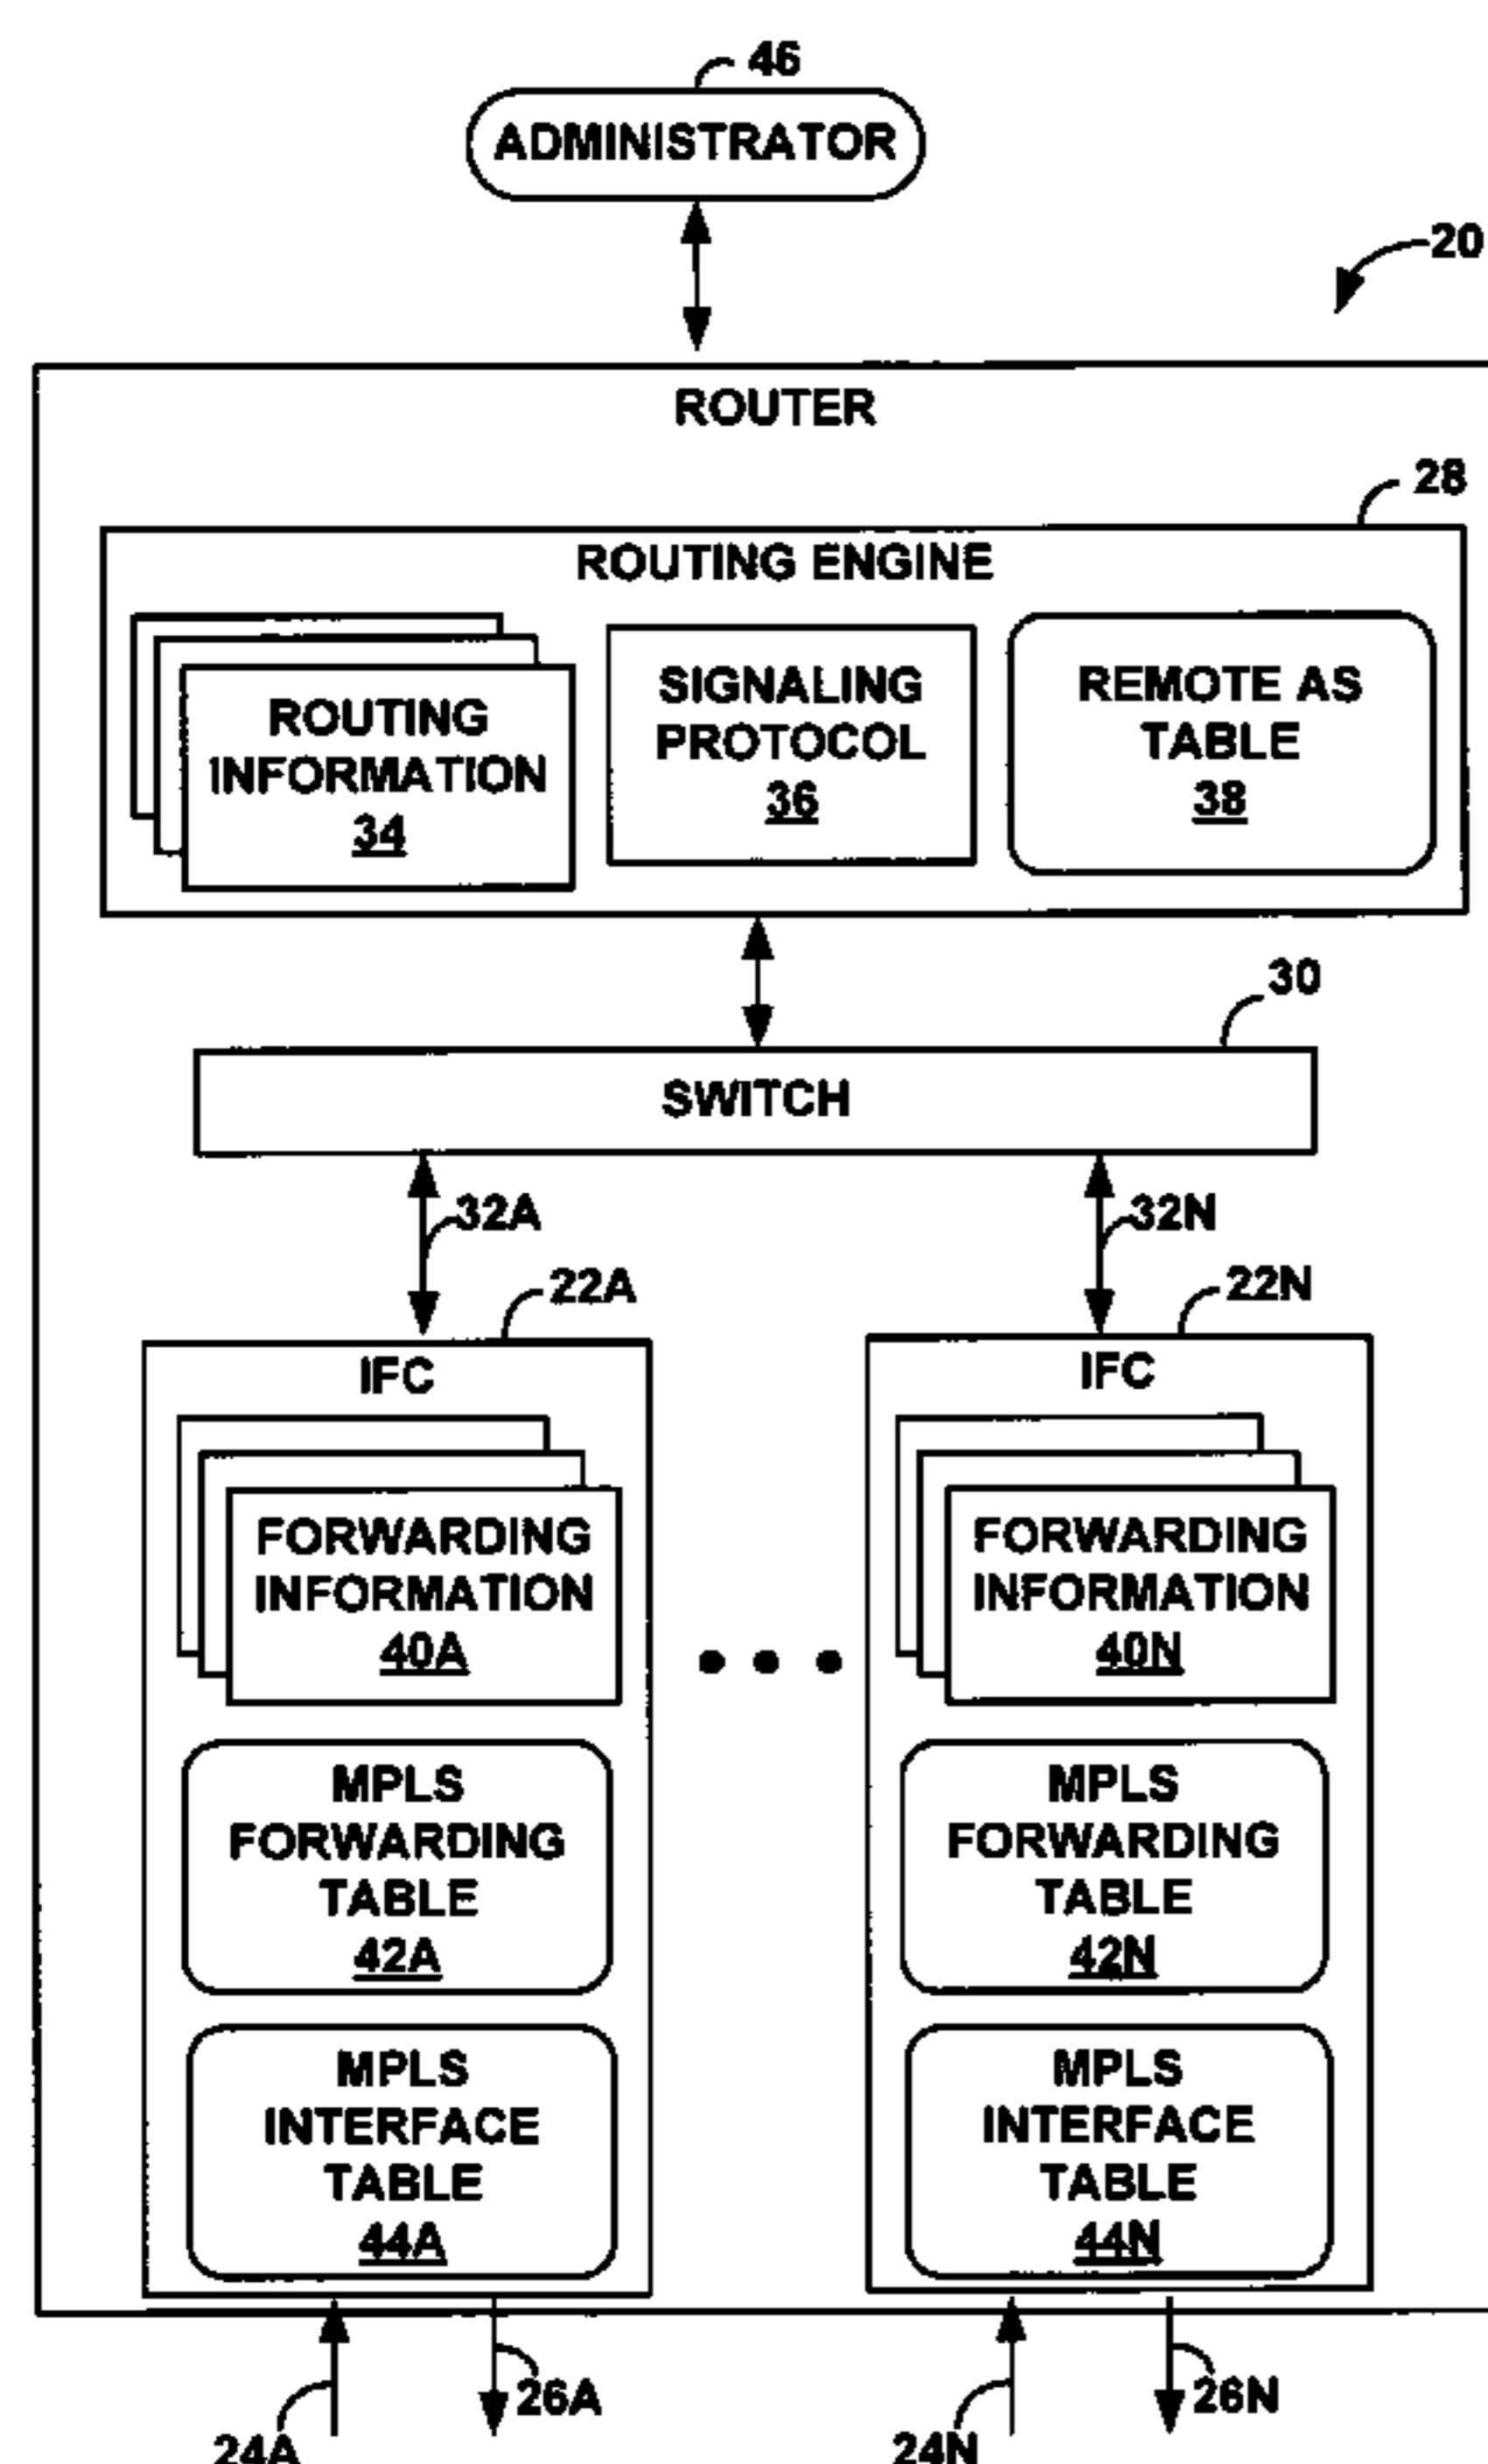 46
ADMINISTRATOR
20
ROUTER
28
ROUTING ENGINE
ROUTING
INFORMATION
34
SIGNALING
PROTOCOL
36
REMOTE AS
TABLE
38
30
SWITCH
32A
32N
22A
22N
IFC
FORWARDING
INFORMATION
40A
MPLS
FORWARDING
TABLE
42A
MPLS
INTERFACE
TABLE
44A
IFC
FORWARDING
INFORMATION
40N
MPLS
FORWARDING
TABLE
42N
MPLS
INTERFACE
TABLE
44N
24A
26A
24N
26N